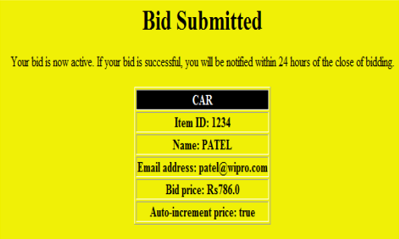 Bid Submitted
Your bid is now active. If your bid is successful, you will be notified within 24 hours of the close of bidding.
CAR
Item ID: 1234
Name: PATEL
Email address: patel@wipro.com
Bid price: Rs786.0
Auto-increment price: true